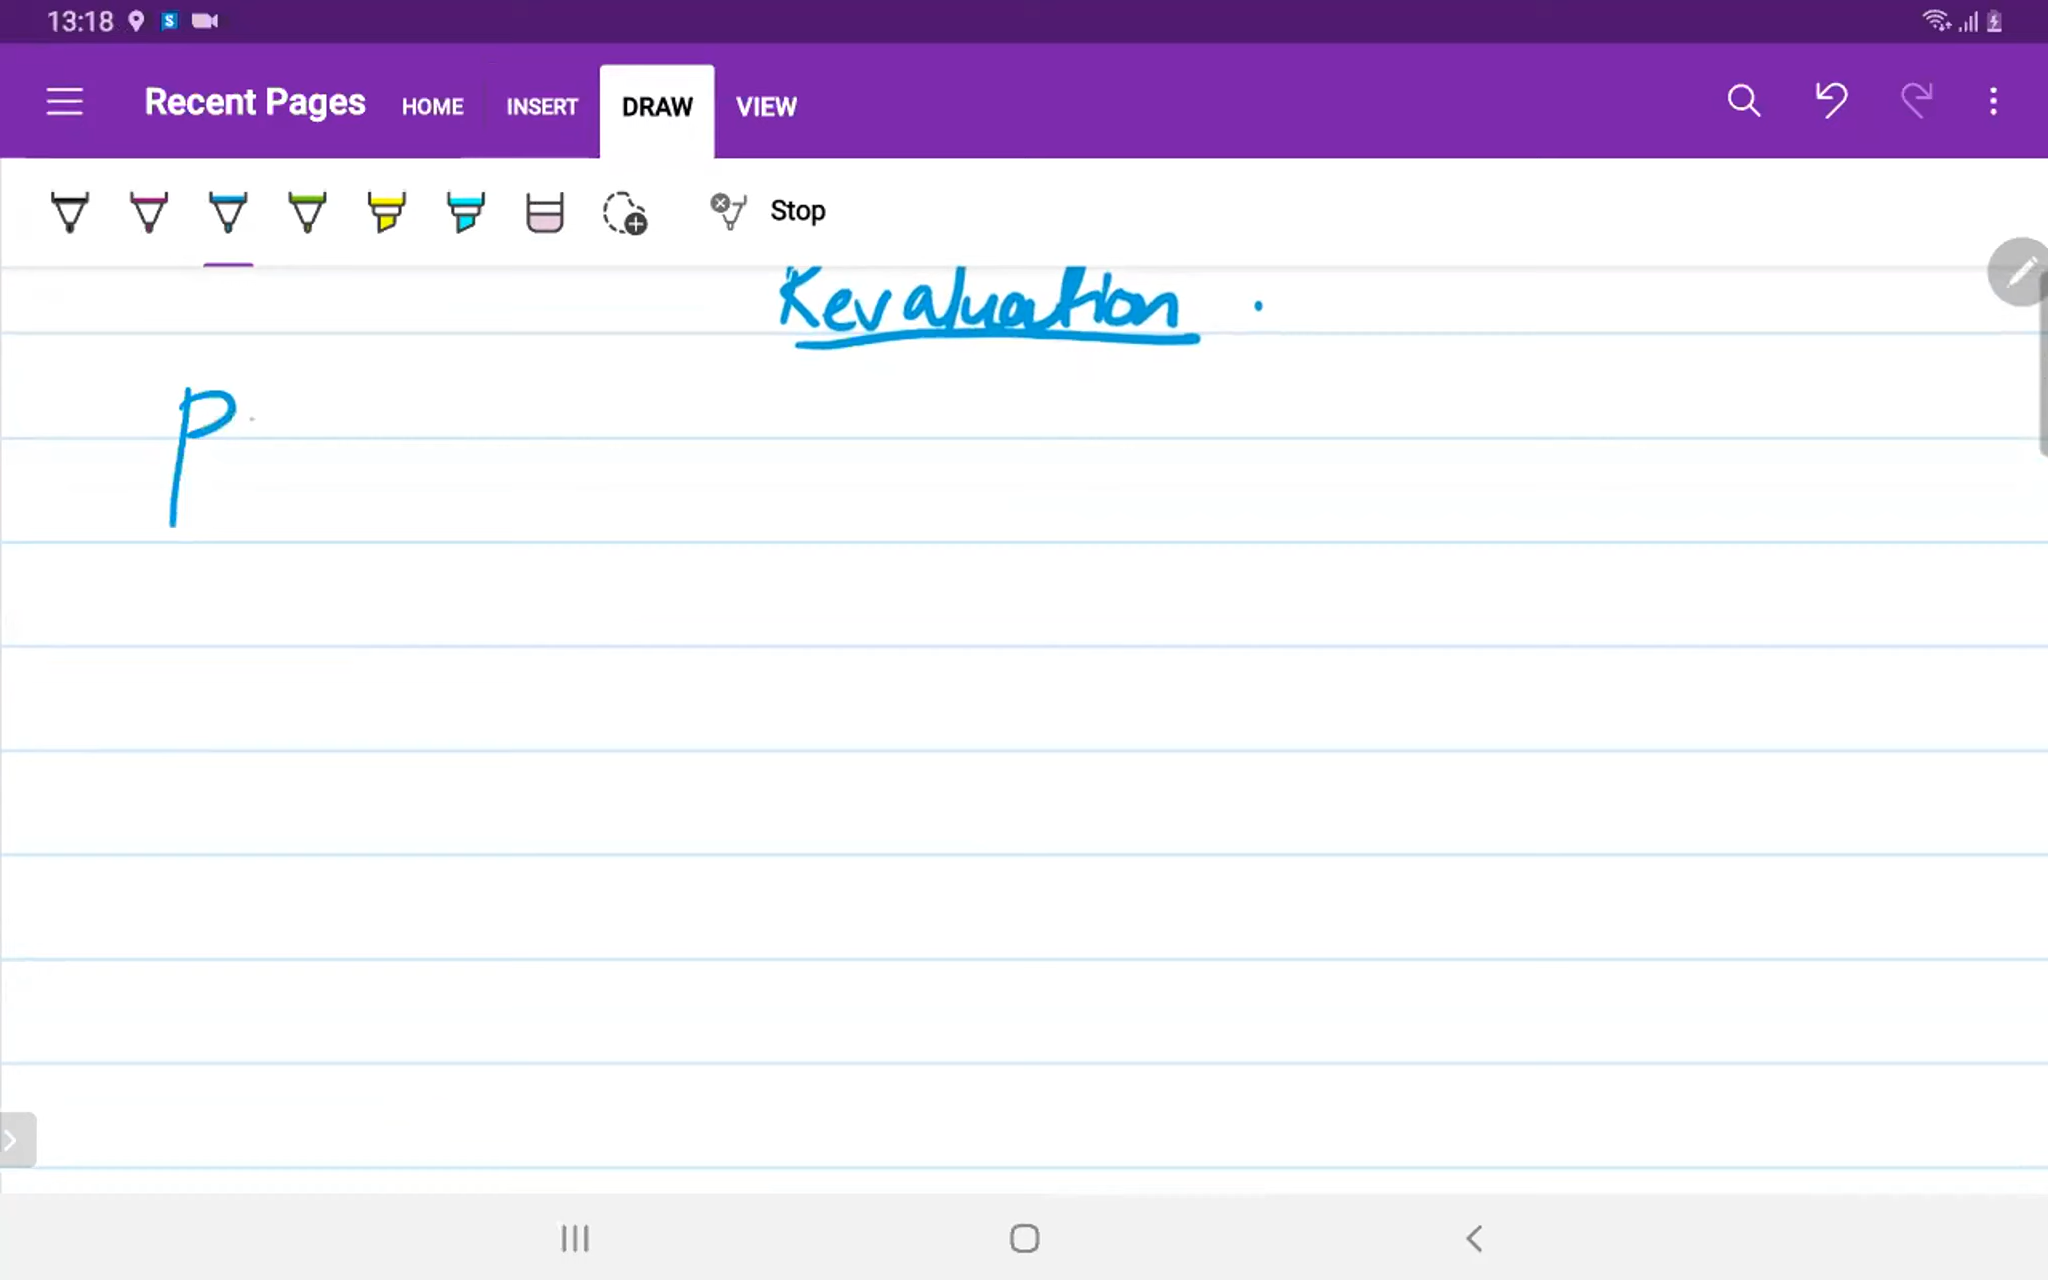 13:18
Recent Pages HOME INSERT DRAW VIEW
Stop
Revaluation .
P